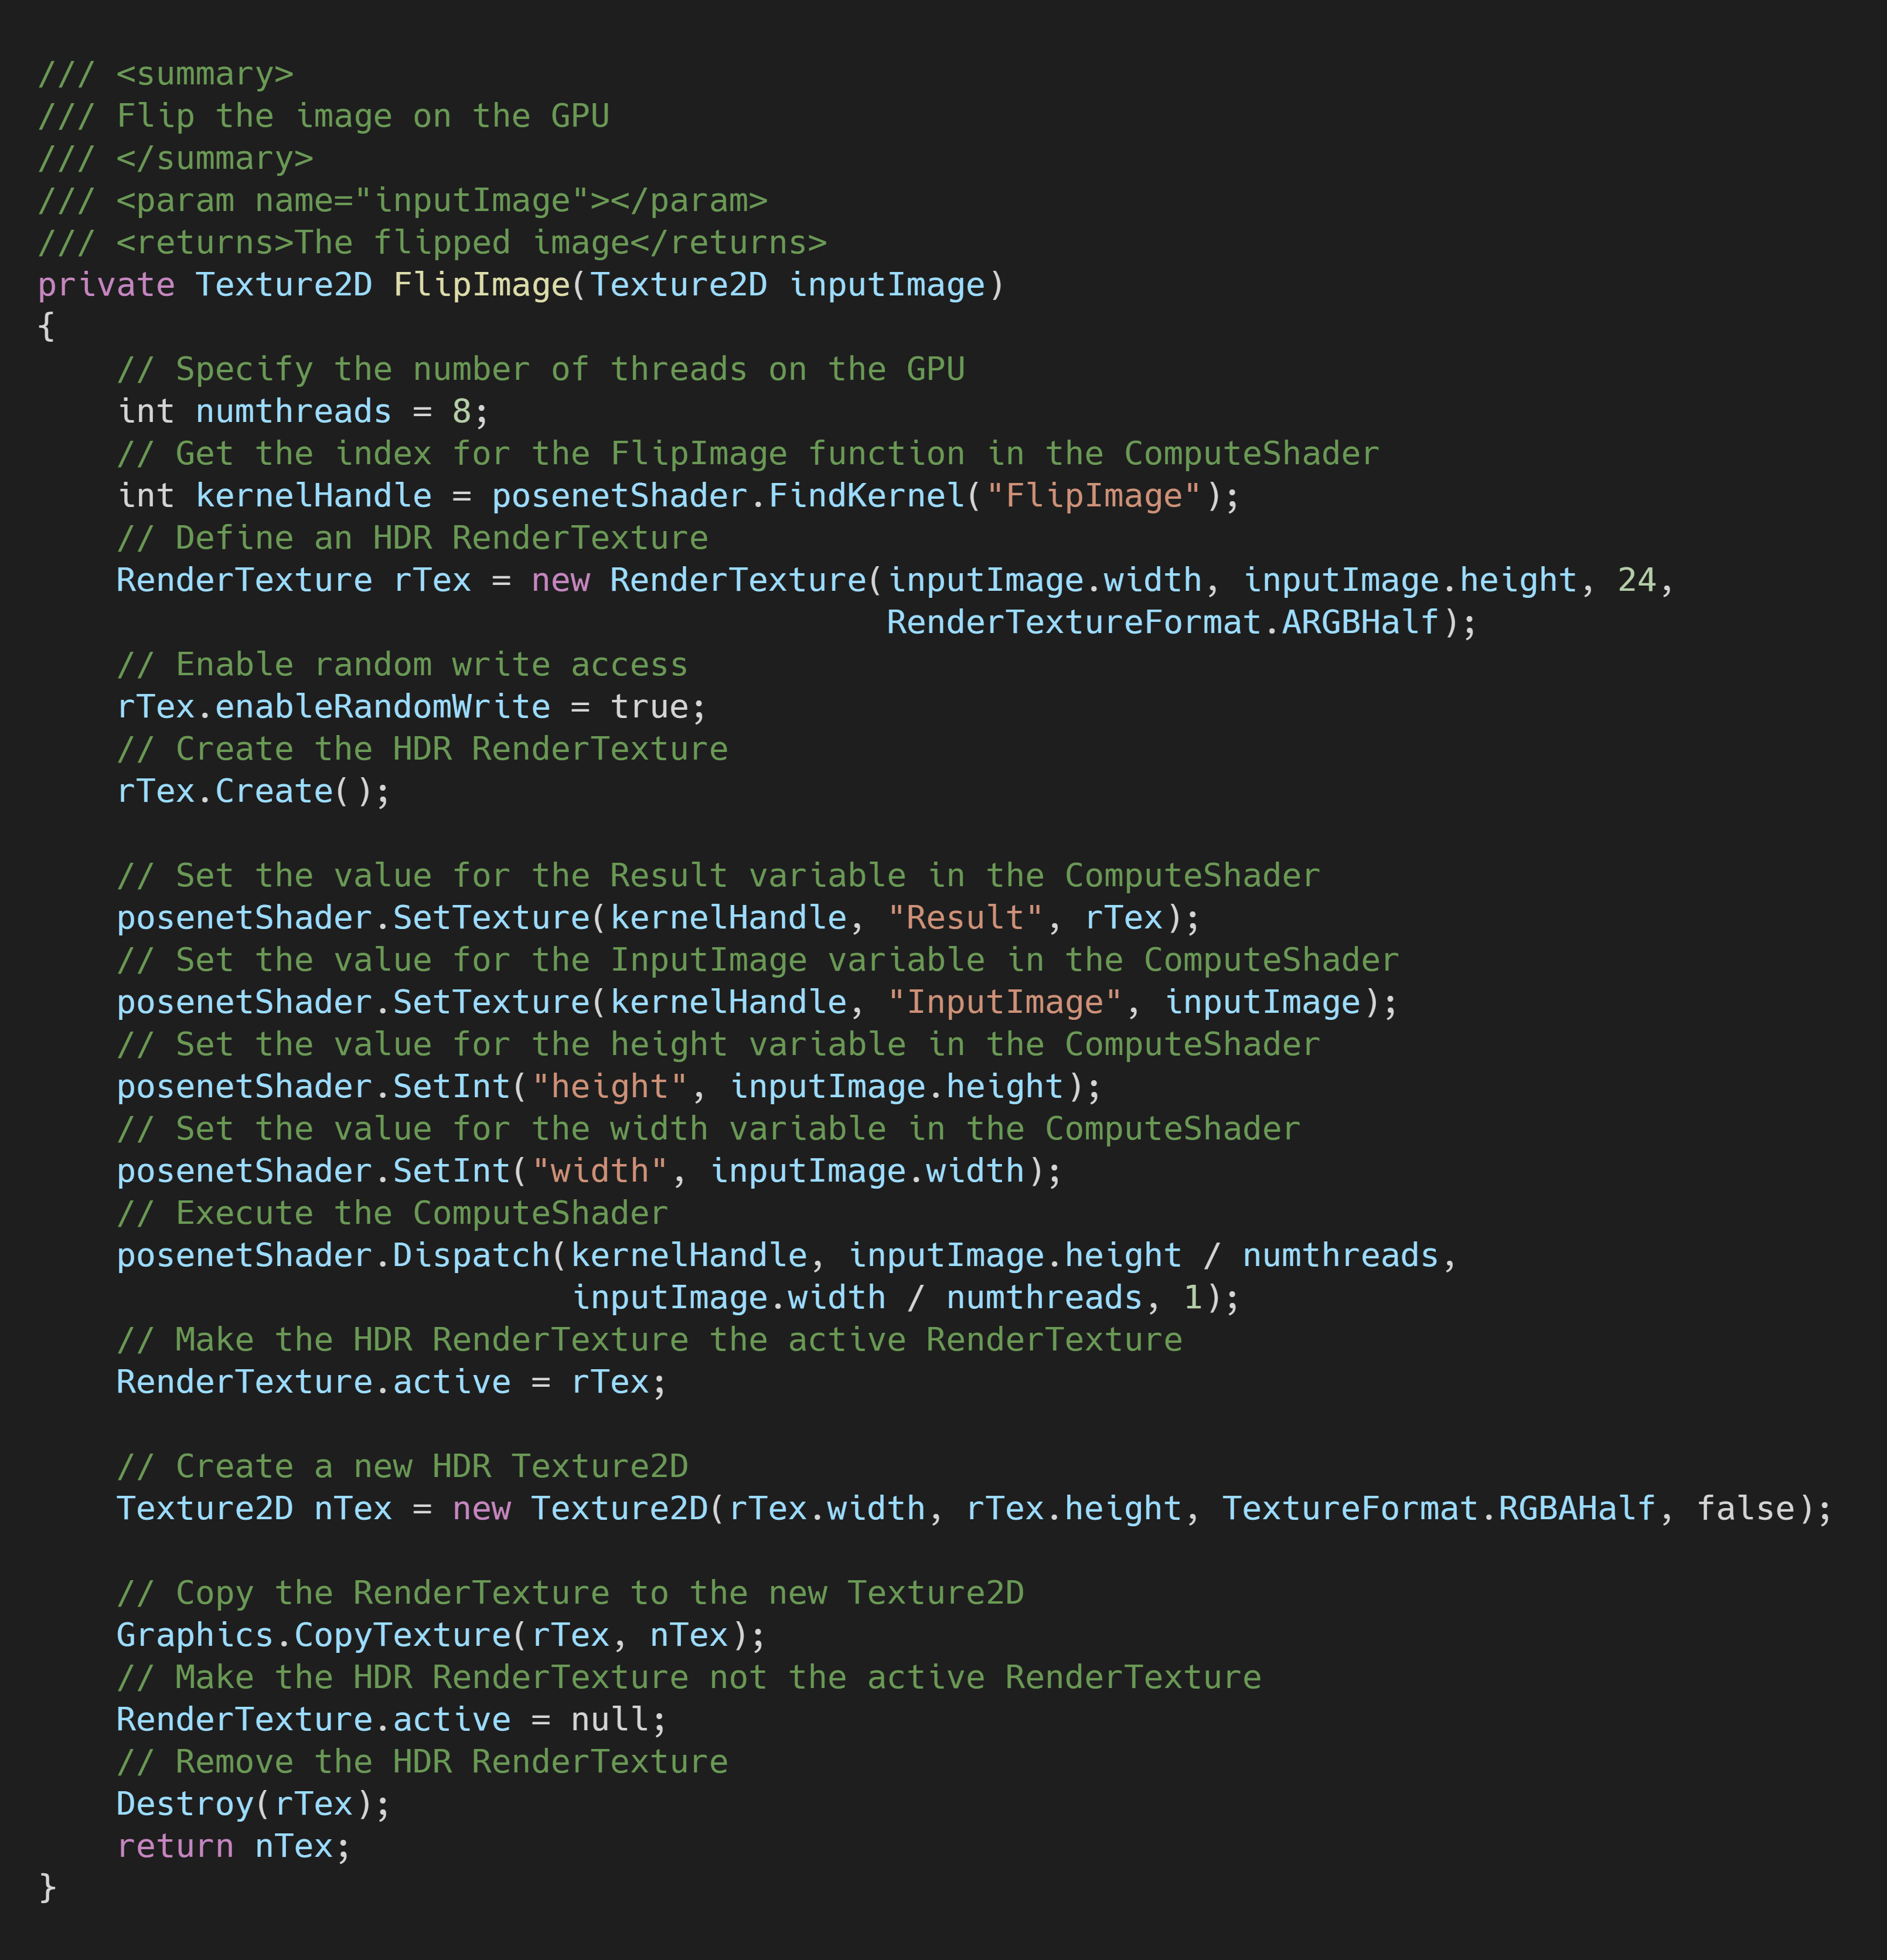 /// <summary>
/// Flip the image on the GPU
/// </summary>
/// <param name="inputImage"></param>
/// <returns>The flipped image</returns>
private Texture2D FlipImage(Texture2D inputImage)
{
    // Specify the number of threads on the GPU
    int numthreads = 8;
    // Get the index for the FlipImage function in the ComputeShader
    int kernelHandle = posenetShader.FindKernel("FlipImage");
    // Define an HDR RenderTexture
    RenderTexture rTex = new RenderTexture(inputImage.width, inputImage.height, 24,
                                           RenderTextureFormat.ARGBHalf);
    // Enable random write access
    rTex.enableRandomWrite = true;
    // Create the HDR RenderTexture
    rTex.Create();

    // Set the value for the Result variable in the ComputeShader
    posenetShader.SetTexture(kernelHandle, "Result", rTex);
    // Set the value for the InputImage variable in the ComputeShader
    posenetShader.SetTexture(kernelHandle, "InputImage", inputImage);
    // Set the value for the height variable in the ComputeShader
    posenetShader.SetInt("height", inputImage.height);
    // Set the value for the width variable in the ComputeShader
    posenetShader.SetInt("width", inputImage.width);
    // Execute the ComputeShader
    posenetShader.Dispatch(kernelHandle, inputImage.height / numthreads,
                           inputImage.width / numthreads, 1);
    // Make the HDR RenderTexture the active RenderTexture
    RenderTexture.active = rTex;

    // Create a new HDR Texture2D
    Texture2D nTex = new Texture2D(rTex.width, rTex.height, TextureFormat.RGBAHalf, false);

    // Copy the RenderTexture to the new Texture2D
    Graphics.CopyTexture(rTex, nTex);
    // Make the HDR RenderTexture not the active RenderTexture
    RenderTexture.active = null;
    // Remove the HDR RenderTexture
    Destroy(rTex);
    return nTex;
}